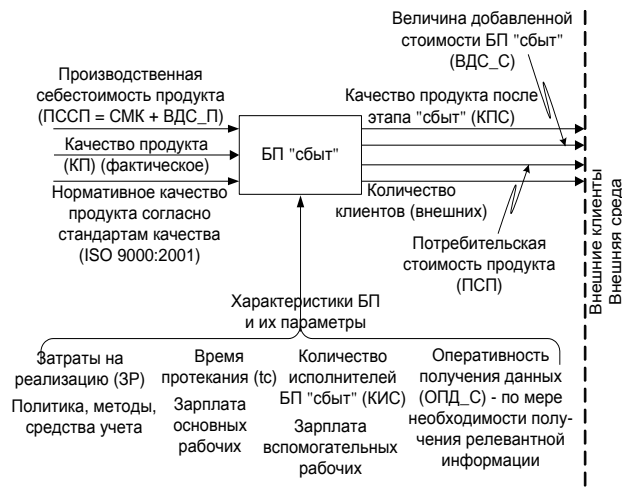 Величина добавленной
стоимости БП "сбыт"
(ВДС_С)
Производственная
себестоимость продукта
(ПССП = СМК + ВДС_П)
Качество продукта после
этапа "сбыт" (КПС)
Качество продукта
(КП) (фактическое)
БП "сбыт"
Нормативное качество
продукта согласно
стандартам качества
(ISO 9000:2001)
Количество
клиентов (внешних)
Потребительская
стоимость продукта
(ПСП)
Внешние клиенты
Внешняя среда
Характеристики БП
и их параметры
Затраты на
реализацию (ЗР)
Политика, методы,
средства учета
Время
протекания (tc)
Зарплата
основных
рабочих
Количество
исполнителей
БП "сбыт" (КИС)
Зарплата
вспомогательных
рабочих
Оперативность
получения данных
(ОПД_С) - по мере
необходимости полу-
чения релевантной
информации